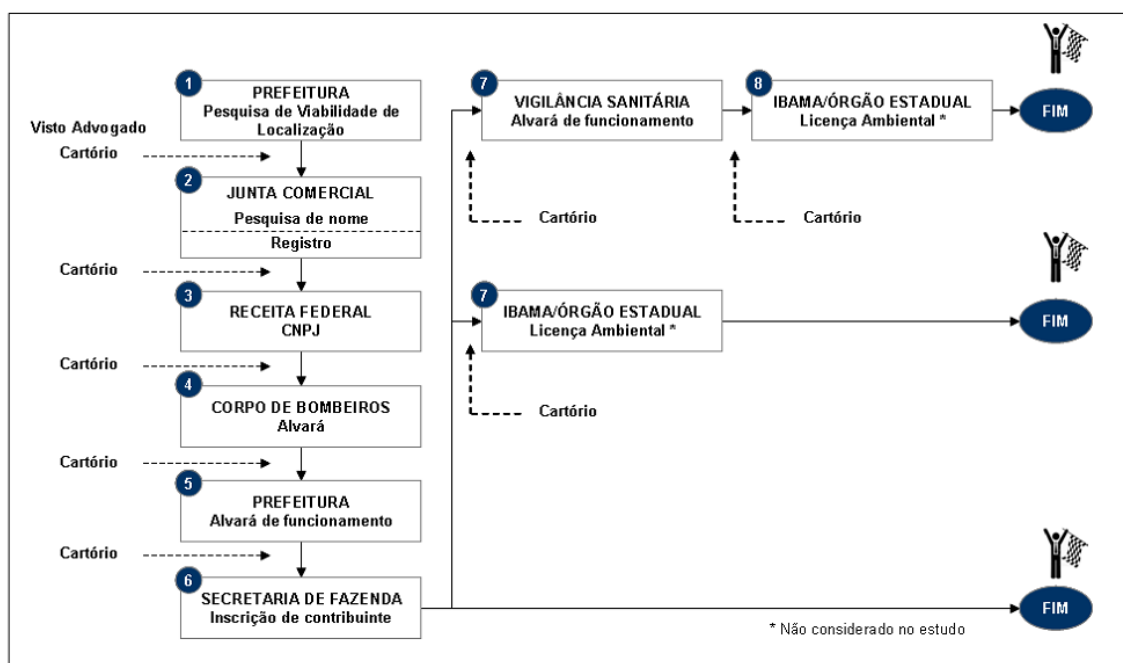 1
PREFEITURA
Pesquisa de Viabilidade de
Localização
Visto Advogado
Cartório
2
JUNTA COMERCIAL
Pesquisa de nome
Registro
Cartório
3
RECEITA FEDERAL
CNPJ
Cartório
4
CORPO DE BOMBEIROS
Alvará
Cartório
5
PREFEITURA
Alvará de funcionamento
Cartório
6
SECRETARIA DE FAZENDA
Inscrição de contribuinte
7
VIGILÂNCIA SANITÁRIA
Alvará de funcionamento
Cartório
8
IBAMA/ÓRGÃO ESTADUAL
Licença Ambiental *
Cartório
FIM
7
IBAMA/ÓRGÃO ESTADUAL
Licença Ambiental *
Cartório
FIM
FIM
* Não considerado no estudo